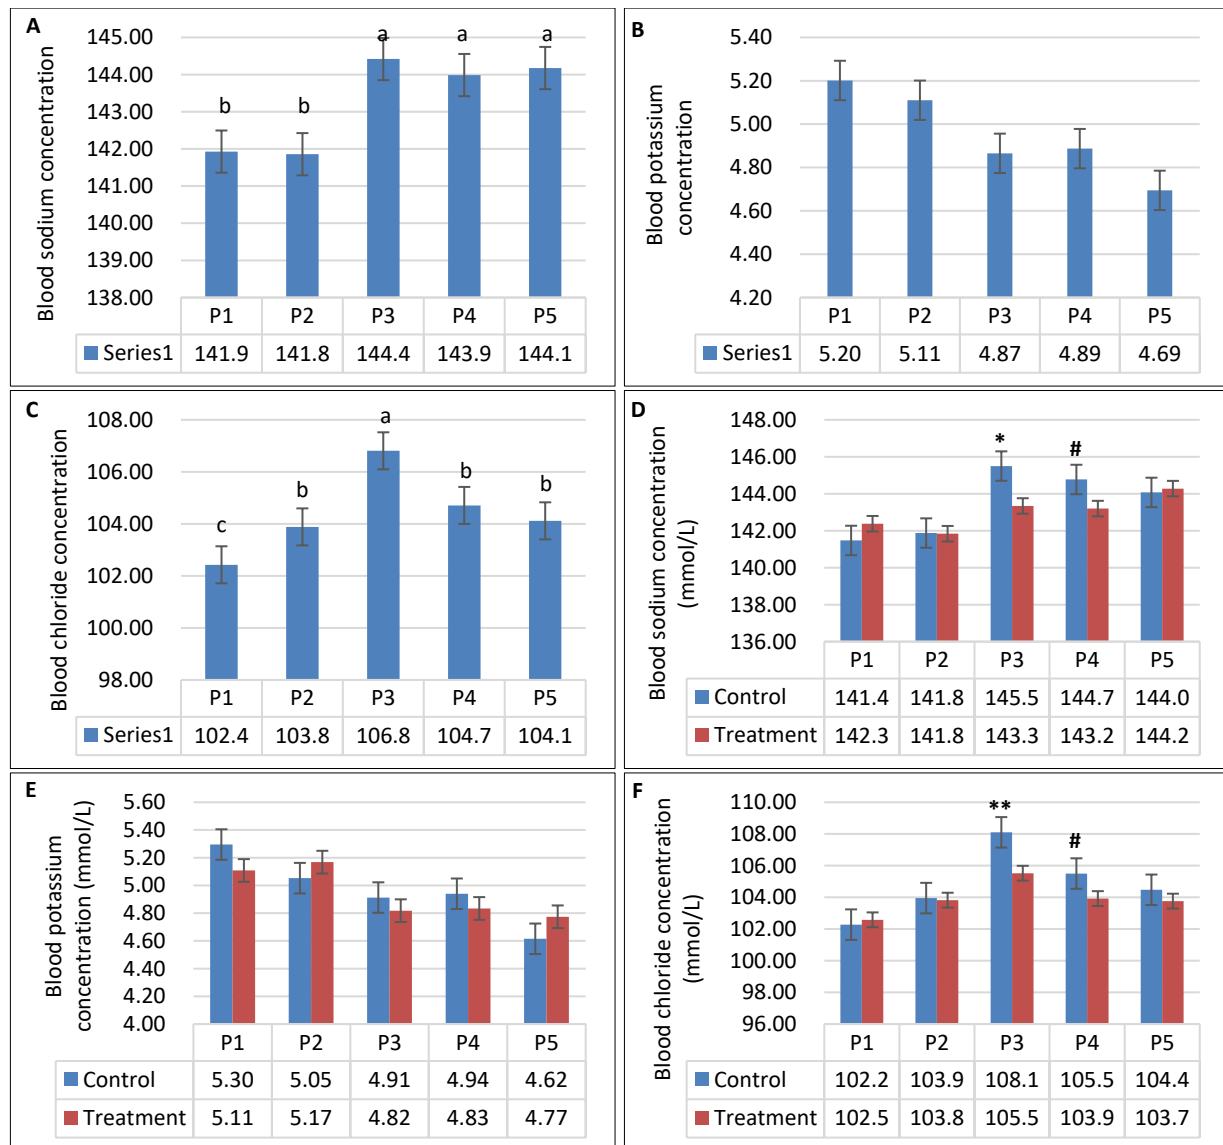 A
Blood sodium concentration
145.00
144.00
143.00
142.00
141.00
140.00
139.00
138.00
b b a a a
P1 P2 P3 P4 P5
Series1 141.9 141.8 144.4 143.9 144.1
B
Blood potassium
concentration
5.40
5.20
5.00
4.80
4.60
4.40
4.20
P1 P2 P3 P4 P5
Series1 5.20 5.11 4.87 4.89 4.69
C
Blood chloride concentration
108.00
106.00
104.00
102.00
100.00
98.00
c b a b b
P1 P2 P3 P4 P5
Series1 102.4 103.8 106.8 104.7 104.1
D
Blood sodium concentration
(mmol/L)
148.00
146.00
144.00
142.00
140.00
138.00
136.00
* #
P1 P2 P3 P4 P5
Control 141.4 141.8 145.5 144.7 144.0
Treatment 142.3 141.8 143.3 143.2 144.2
E
Blood potassium
concentration (mmol/L)
5.60
5.40
5.20
5.00
4.80
4.60
4.40
4.20
4.00
P1 P2 P3 P4 P5
Control 5.30 5.05 4.91 4.94 4.62
Treatment 5.11 5.17 4.82 4.83 4.77
F
Blood chloride concentration
(mmol/L)
110.00
108.00
106.00
104.00
102.00
100.00
98.00
96.00
** #
P1 P2 P3 P4 P5
Control 102.2 103.9 108.1 105.5 104.4
Treatment 102.5 103.8 105.5 103.9 103.7